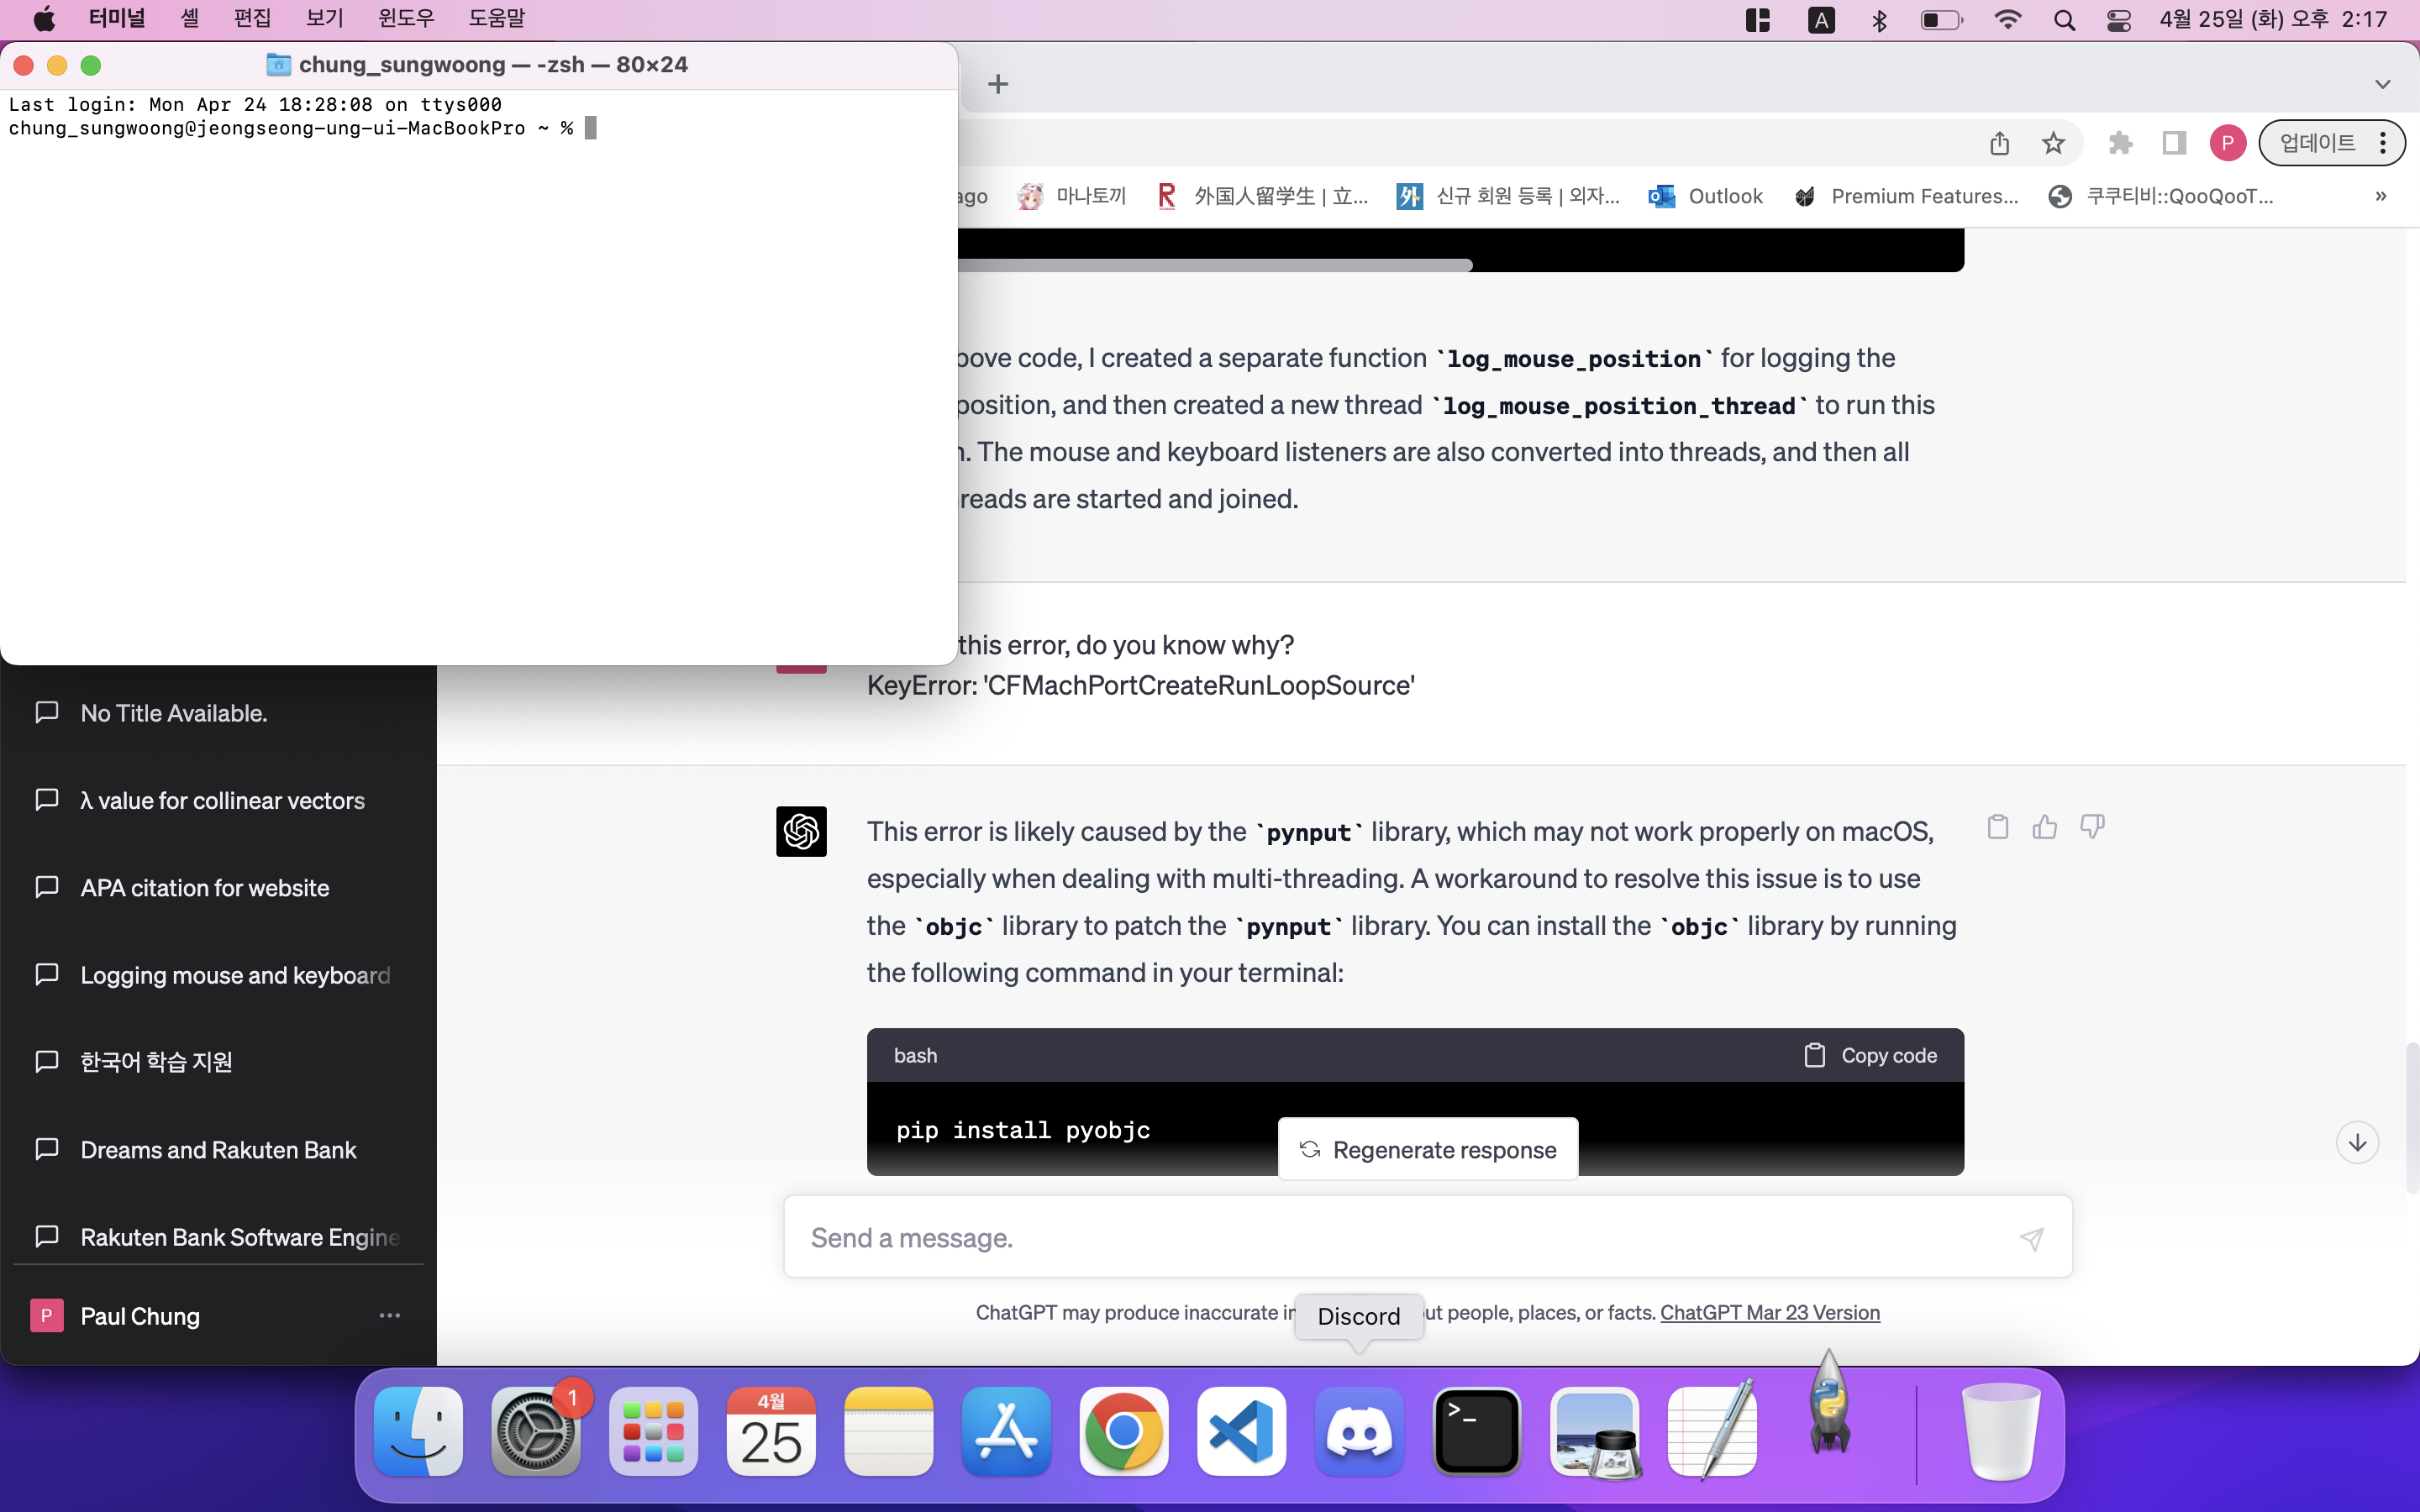 터미널 셸 편집 보기 윈도우 도움말
A
4월 25일 (화) 오후 2:17
chung_sungwoong — -zsh — 80×24
Last login: Mon Apr 24 18:28:08 on ttys000
chung_sungwoong@jeongseong-ung-ui-MacBookPro ~ %
P
업데이트
ago
마나토끼
R
外国人留学生 | 立...
外
신규 회원 등록 | 외자...
Outlook
Premium Features...
쿠쿠티비::QooQooT...
»
bove code, I created a separate function `log_mouse_position` for logging the
position, and then created a new thread `log_mouse_position_thread` to run this
n. The mouse and keyboard listeners are also converted into threads, and then all
reads are started and joined.
this error, do you know why?
KeyError: 'CFMachPortCreateRunLoopSource'
This error is likely caused by the `pynput` library, which may not work properly on macOS,
especially when dealing with multi-threading. A workaround to resolve this issue is to use
the `objc` library to patch the `pynput` library. You can install the `objc` library by running
the following command in your terminal:
bash
Copy code
pip install pyobjc
Regenerate response
Send a message.
ChatGPT may produce inaccurate in
ut people, places, or facts. ChatGPT Mar 23 Version
Discord
No Title Available.
λ value for collinear vectors
APA citation for website
Logging mouse and keyboard
한국어 학습 지원
Dreams and Rakuten Bank
Rakuten Bank Software Engine
P
Paul Chung
1
4월
25
>_